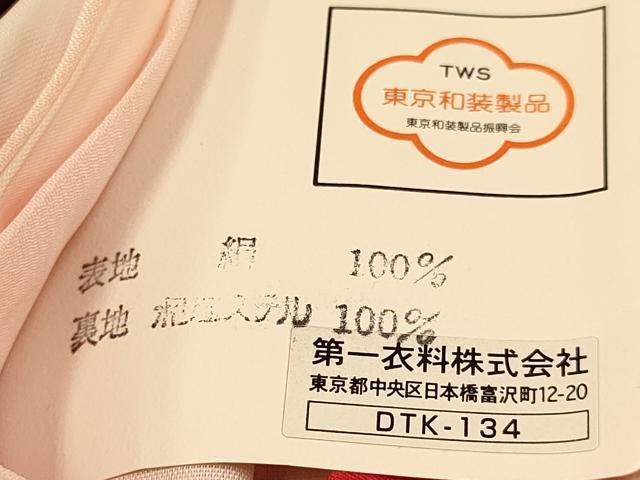 TWS
東京和装製品
東京和装製品振興会
表地 絹 100%
裏地 ポリエステル 100%
第一衣料株式会社
東京都中央区日本橋富沢町12-20
DTK-134